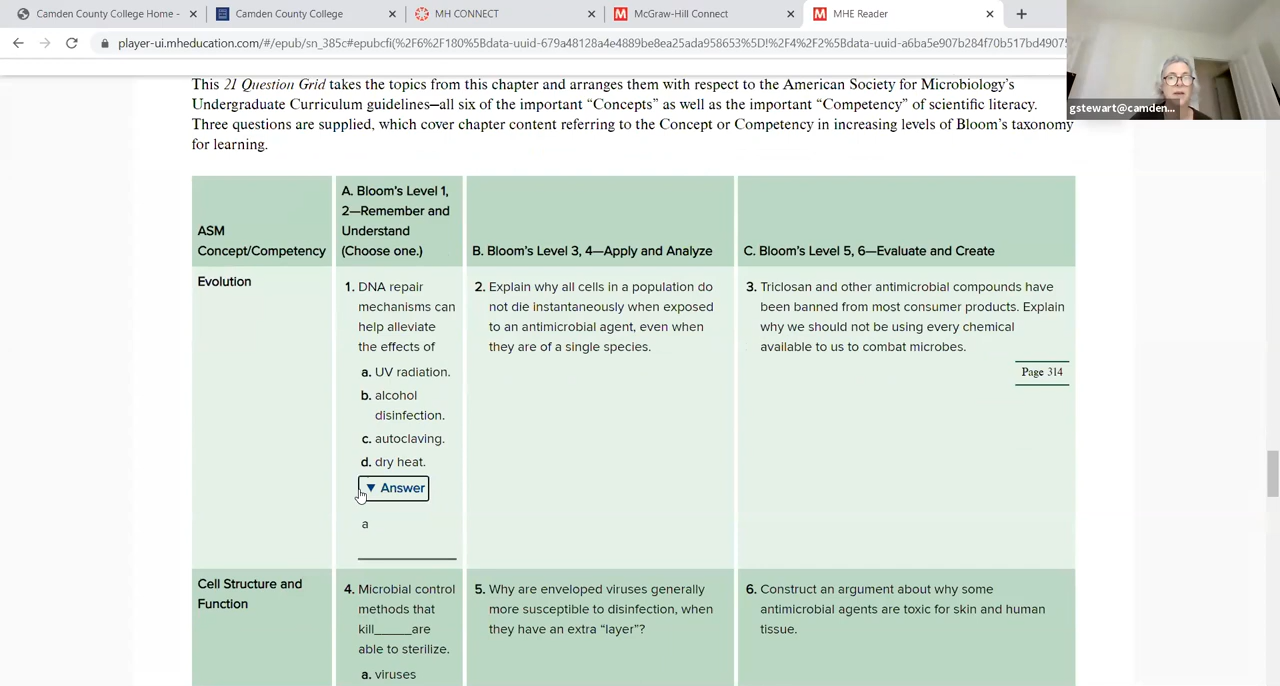 Camden County College Home -
Camden County College
MH CONNECT
McGraw-Hill Connect
MHE Reader
player-ui.mheducation.com/#/epub/sn_385c#epubcfi(%2F6%2F180%5Bdata-uuid-679a48128a4e4889be8ea25ada958653%5D!%2F4%2F2%5Bdata-uuid-a6ba5e907b284f70b517bd4907
gstewart@camden...
This 21 Question Grid takes the topics from the chapter and arranges them with respect to the American Society for Microbiology's
Undergraduate Curriculum guidelines—all six of the important “Concepts” as well as the important “Competency” of scientific literacy.
Three questions are supplied, which cover chapter content referring to the Concept or Competency in increasing levels of Bloom's taxonomy
for learning.
ASM
Concept/Competency
A. Bloom's Level 1,
2—Remember and
Understand
(Choose one.)
B. Bloom's Level 3, 4—Apply and Analyze
C. Bloom's Level 5, 6—Evaluate and Create
Evolution
1. DNA repair
mechanisms can
help alleviate
the effects of
a. UV radiation.
b. alcohol
disinfection.
c. autoclaving.
d. dry heat.
▼ Answer
a
2. Explain why all cells in a population do
not die instantaneously when exposed
to an antimicrobial agent, even when
they are of a single species.
3. Triclosan and other antimicrobial compounds have
been banned from most consumer products. Explain
why we should not be using every chemical
available to us to combat microbes.
Page 314
Cell Structure and
Function
4. Microbial control
methods that
kill_____are
able to sterilize.
a. viruses
5. Why are enveloped viruses generally
more susceptible to disinfection, when
they have an extra “layer”?
6. Construct an argument about why some
antimicrobial agents are toxic for skin and human
tissue.